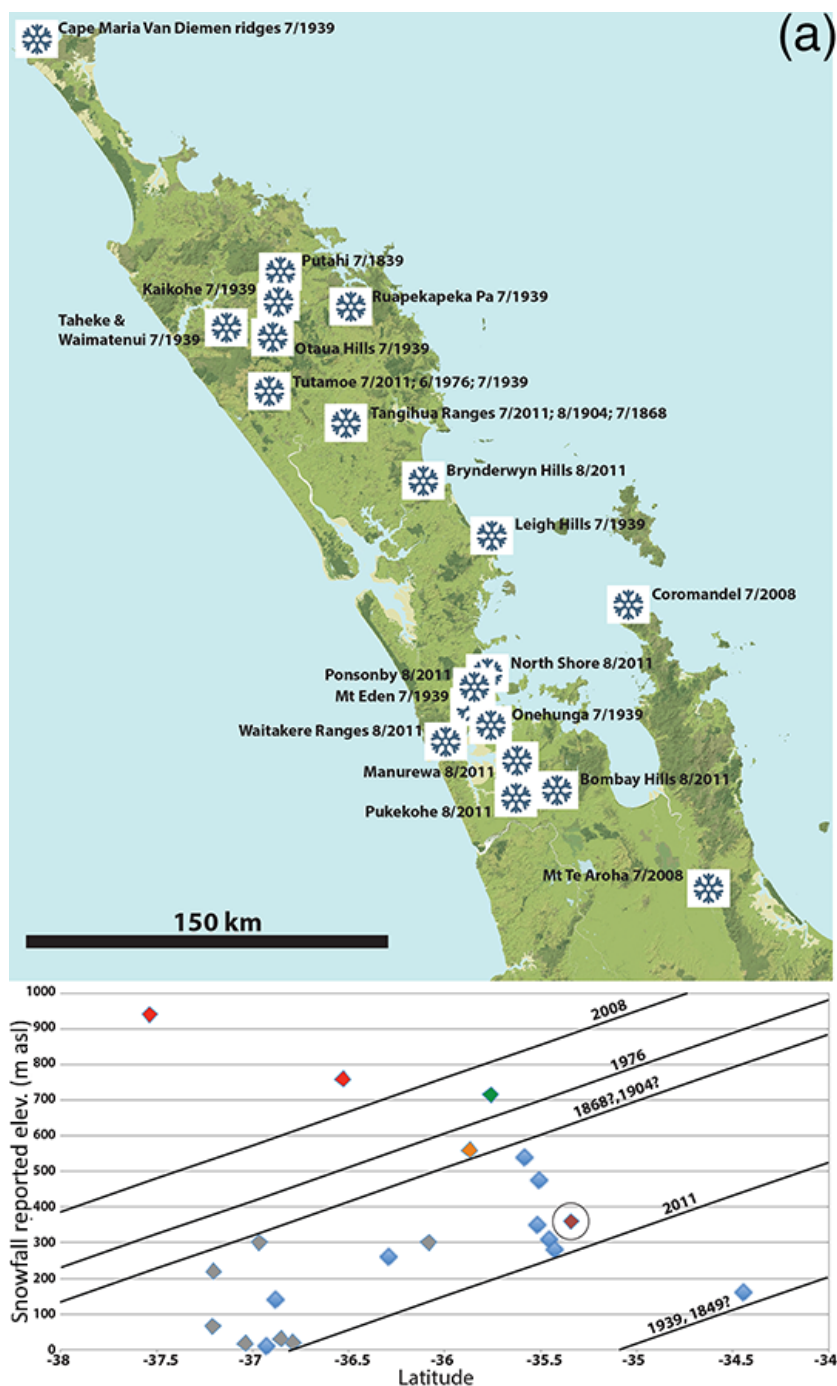 (a)
Cape Maria Van Diemen ridges 7/1939
Putahi 7/1839
Kaikohe 7/1939
Ruapekapeka Pa 7/1939
Taheke &
Waimatenui 7/1939
Otaua Hills 7/1939
Tutamoe 7/2011; 6/1976; 7/1939
Tangihua Ranges 7/2011; 8/1904; 7/1868
Brynderwyn Hills 8/2011
Leigh Hills 7/1939
Coromandel 7/2008
North Shore 8/2011
Ponsonby 8/2011
Mt Eden 7/1939
Onehunga 7/1939
Waitakere Ranges 8/2011
Manurewa 8/2011
Bombay Hills 8/2011
Pukekohe 8/2011
Mt Te Aroha 7/2008
150 km
Snowfall reported elev. (m asl)
1000
900
800
700
600
500
400
300
200
100
0
2008
1976
1868?,1904?
2011
1939, 1849?
-38
-37.5
-37
-36.5
-36
-35.5
-35
-34.5
-34
Latitude